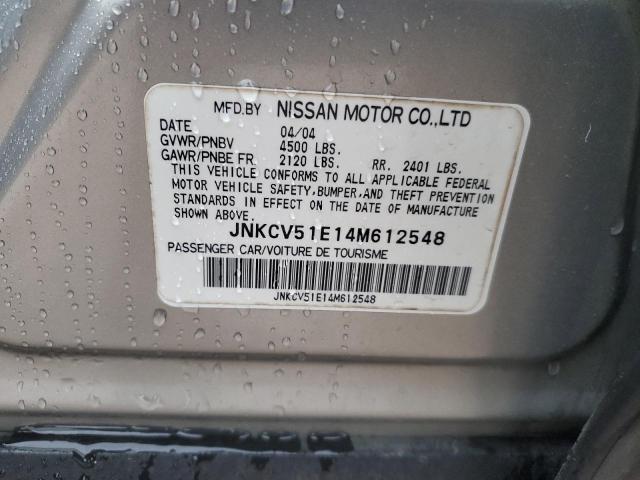 MFD.BY NISSAN MOTOR CO.,LTD
DATE 04/04
GVWR/PNBV 4500 LBS.
GAWR/PNBE FR. 2120 LBS. RR. 2401 LBS.
THIS VEHICLE CONFORMS TO ALL APPLICABLE FEDERAL
MOTOR VEHICLE SAFETY,BUMPER,AND THEFT PREVENTION
STANDARDS IN EFFECT ON THE DATE OF MANUFACTURE
SHOWN ABOVE.
JNKCV51E14M612548
PASSENGER CAR/VOITURE DE TOURISME
JNKCV51E14M612548